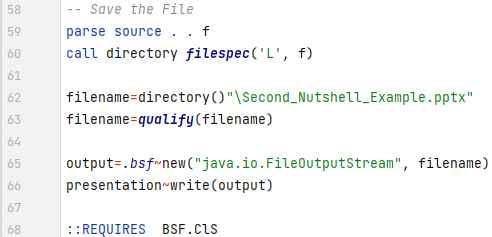 58 -- Save the File
59 parse source . . f
60 call directory filespec('L', f)
61
62 filename=directory()"\Second_Nutshell_Example.pptx"
63 filename=qualify(filename)
64
65 output=.bsf~new("java.io.FileOutputStream", filename)
66 presentation~write(output)
67
68 ::REQUIRES  BSF.ClS